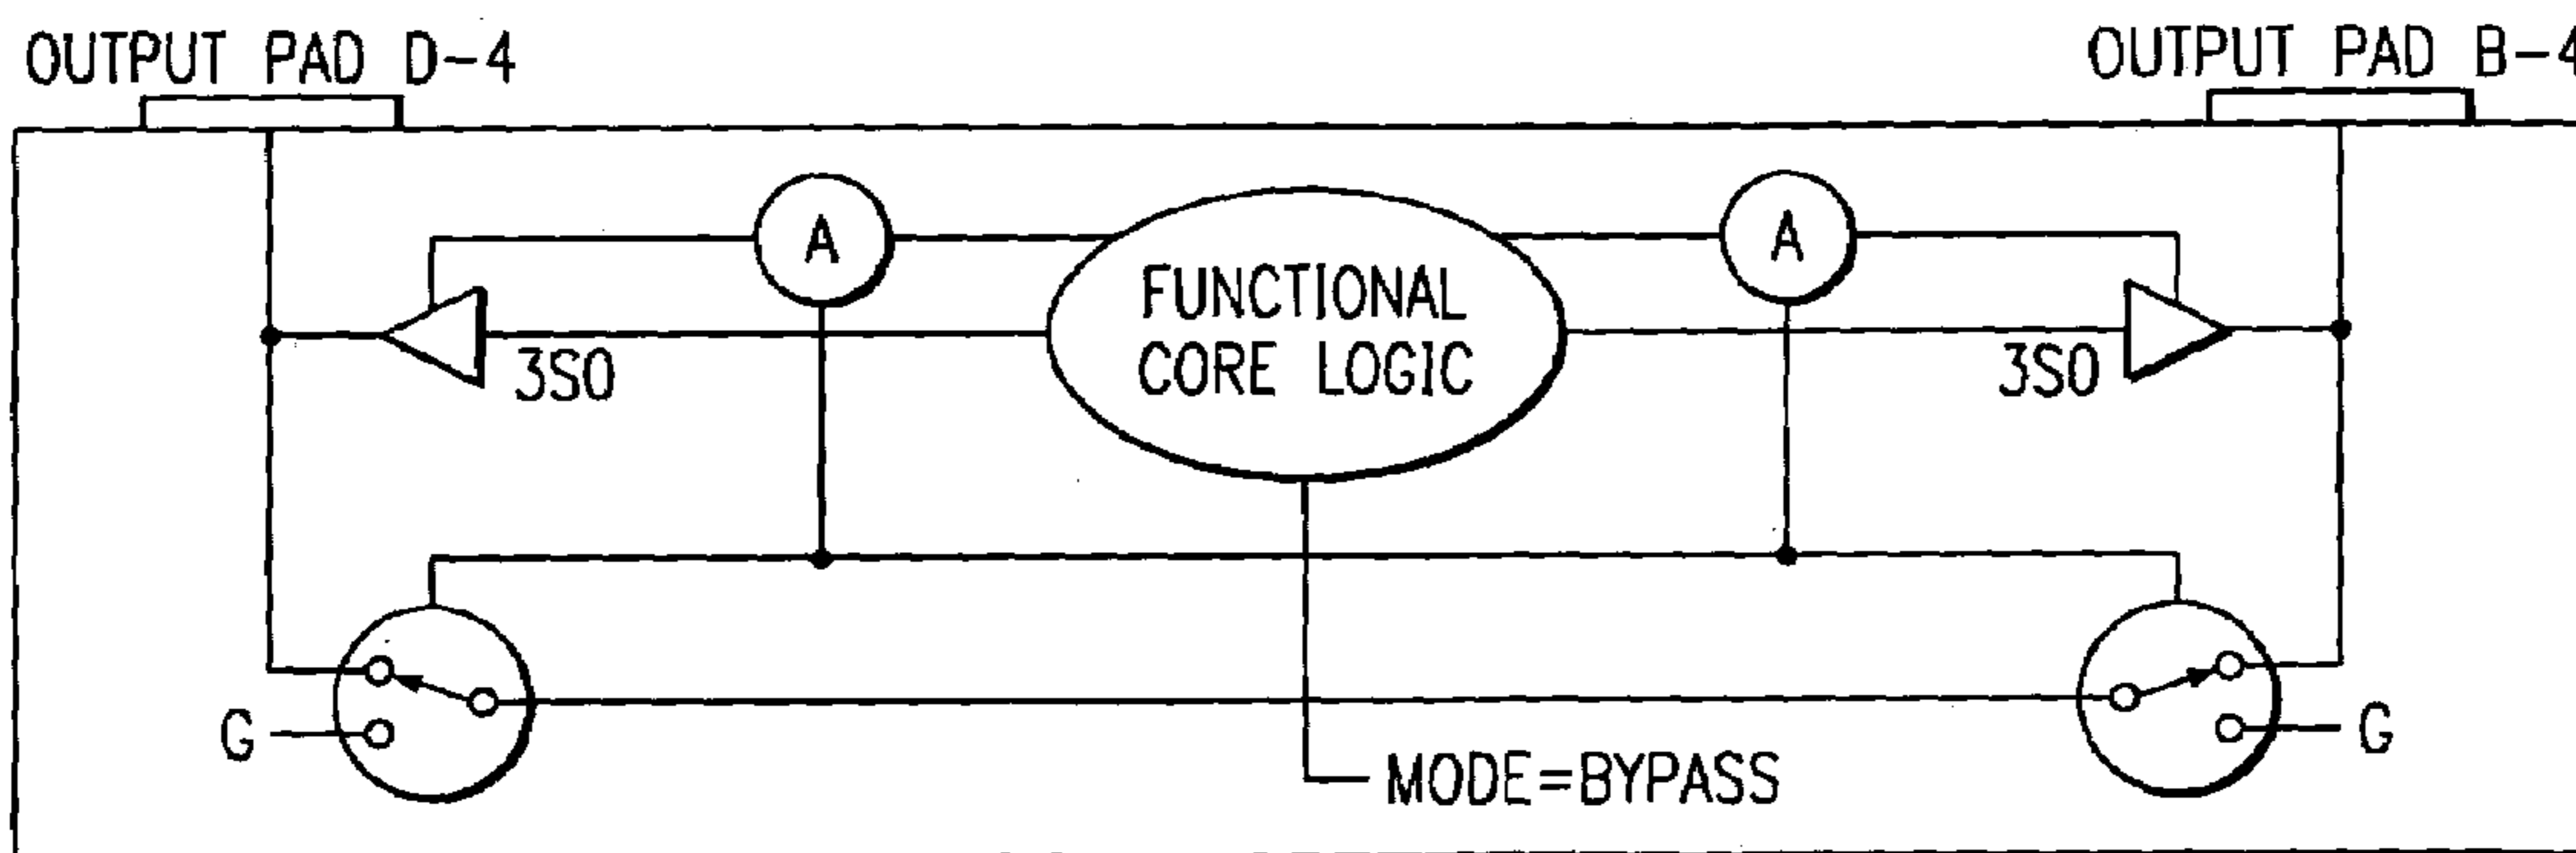 OUTPUT PAD D-4
OUTPUT PAD B-4
A
A
FUNCTIONAL
CORE LOGIC
3SO
3SO
G
G
MODE=BYPASS